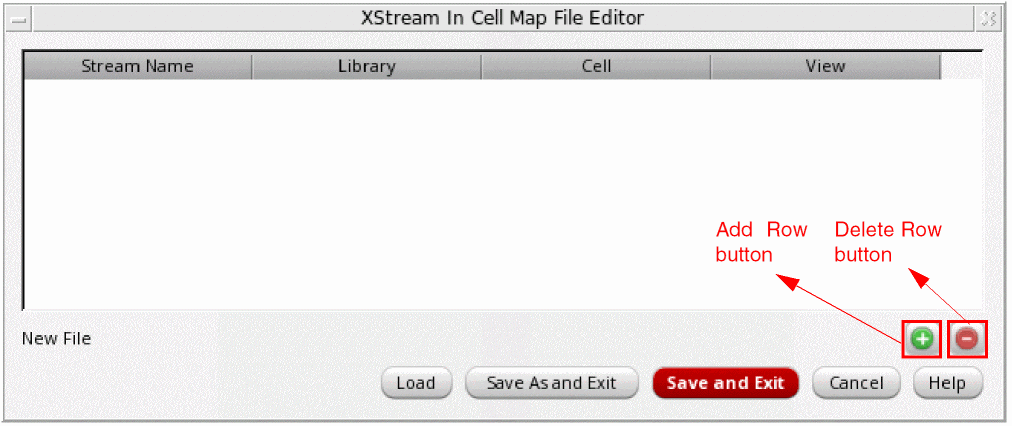 XStream In Cell Map File Editor
Stream Name Library Cell View
Add Row button
Delete Row button
New File
Load Save As and Exit Save and Exit Cancel Help